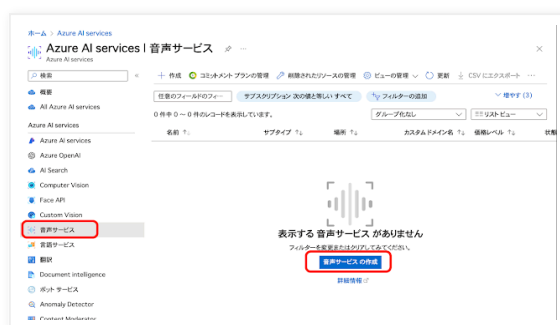 ホーム > Azure AI services
Azure AI services | 音声サービス
Azure AI services
検索
作成 コミットメント プランの管理 削除されたリソースの管理 ビューの管理 更新 CSV にエクスポート
概要
All Azure AI services
任意のフィールドのフィ… サブスクリプション 次の値と等しい すべて フィルターの追加 増やす (3)
0 件中 0 ~ 0 件のレコードを表示しています。 グループ化なし リスト ビュー
Azure AI services
名前 ↑↓ サブタイプ ↑↓ 場所 ↑↓ カスタム ドメイン名 ↑↓ 価格レベル ↑↓ 状態
Azure AI services
Azure OpenAI
AI Search
Computer Vision
Face API
Custom Vision
音声サービス
表示する 音声サービス がありません
言語サービス
フィルターを変更またはクリアしてみてください。
翻訳
音声サービス の作成
Document intelligence
詳細情報
ボット サービス
Anomaly Detector
Content Moderator